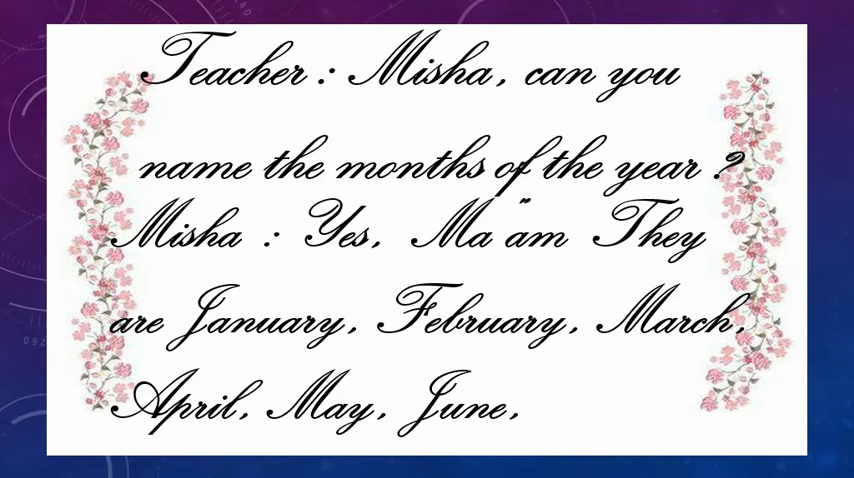 Teacher : Misha, can you
name the months of the year ?
Misha : Yes, Ma"am They
are January, February, March,
April, May, June,